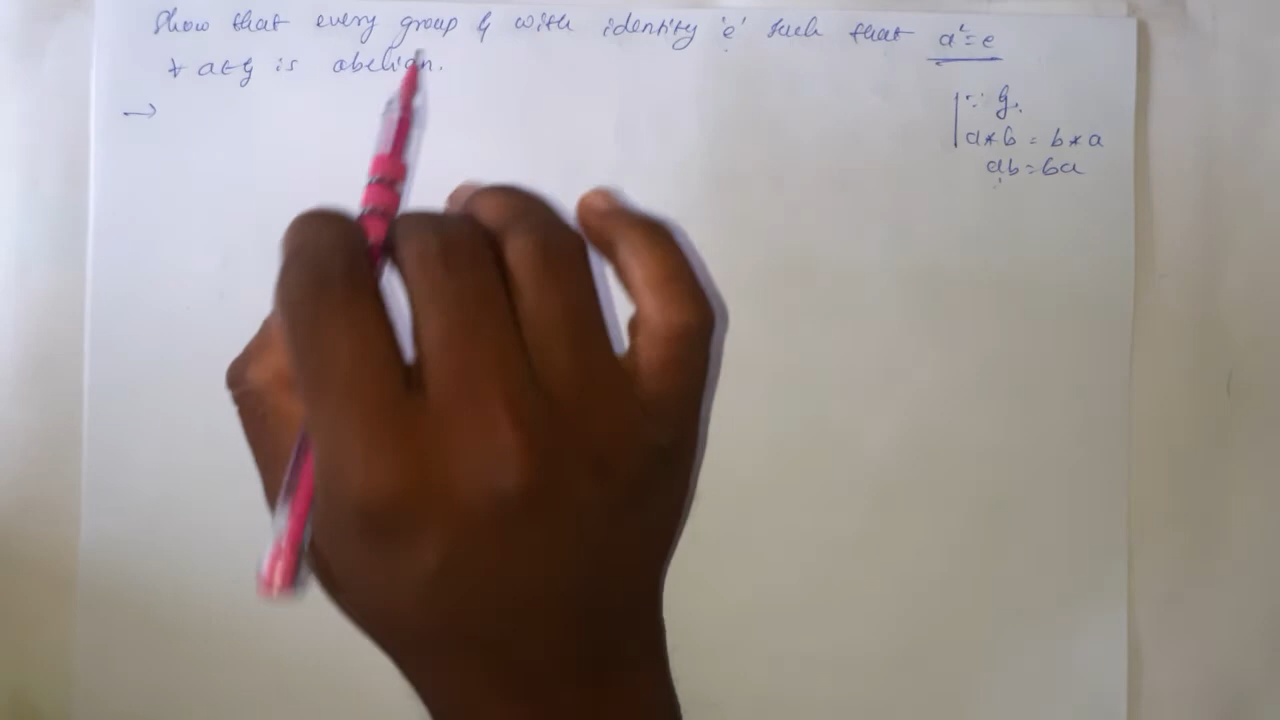 Show that every group G with identity 'e' such that a² = e
∀ a ∈ G is abelian.
→
∵ G.
a * b = b * a
ab = ba